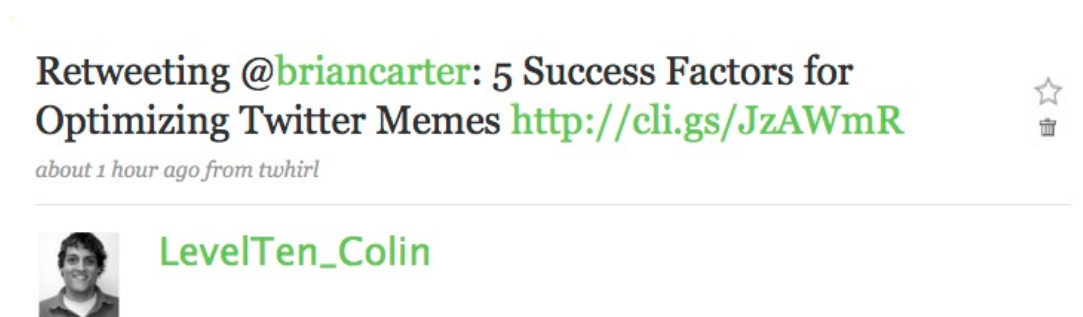 Retweeting @briancarter: 5 Success Factors for
Optimizing Twitter Memes http://cli.gs/JzAWmR
about 1 hour ago from twhirl
LevelTen_Colin